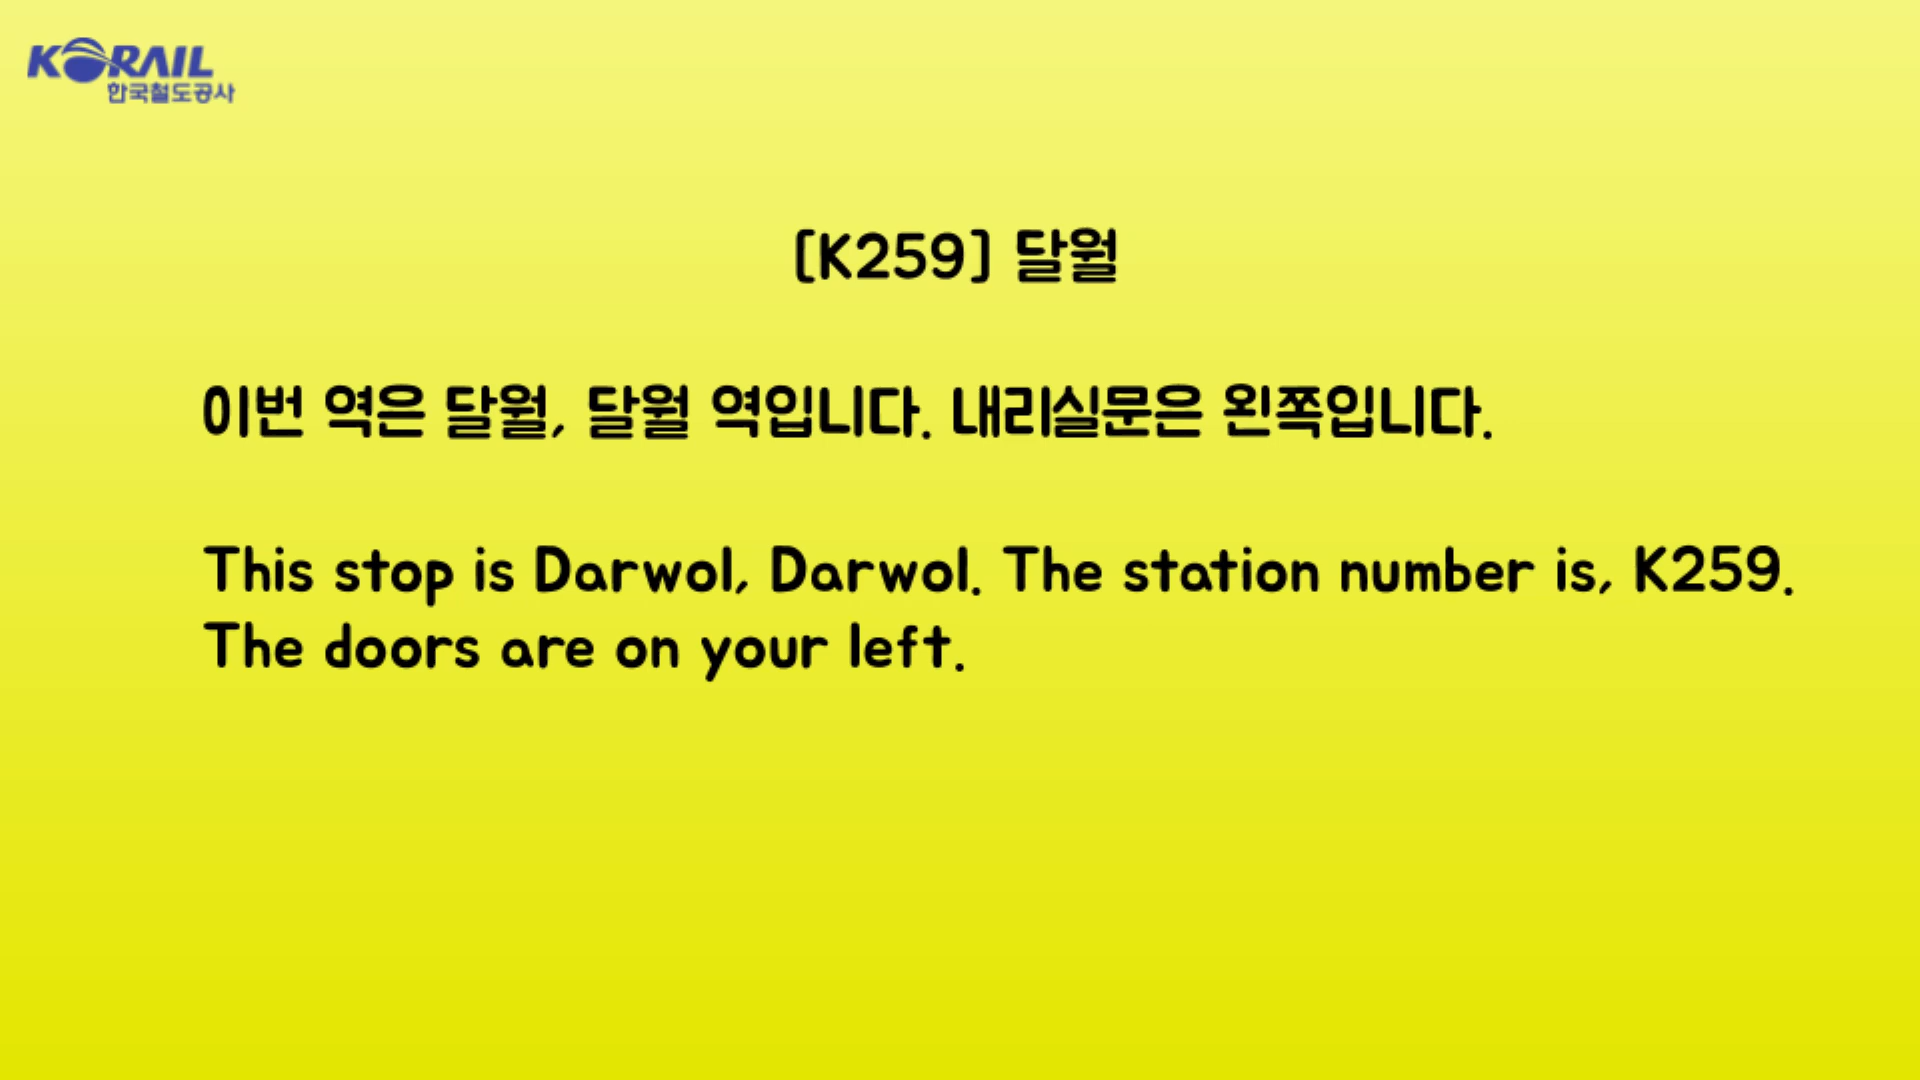 KORAIL
한국철도공사
[K259] 달월
이번 역은 달월, 달월 역입니다. 내리실문은 왼쪽입니다.
This stop is Darwol, Darwol. The station number is, K259.
The doors are on your left.